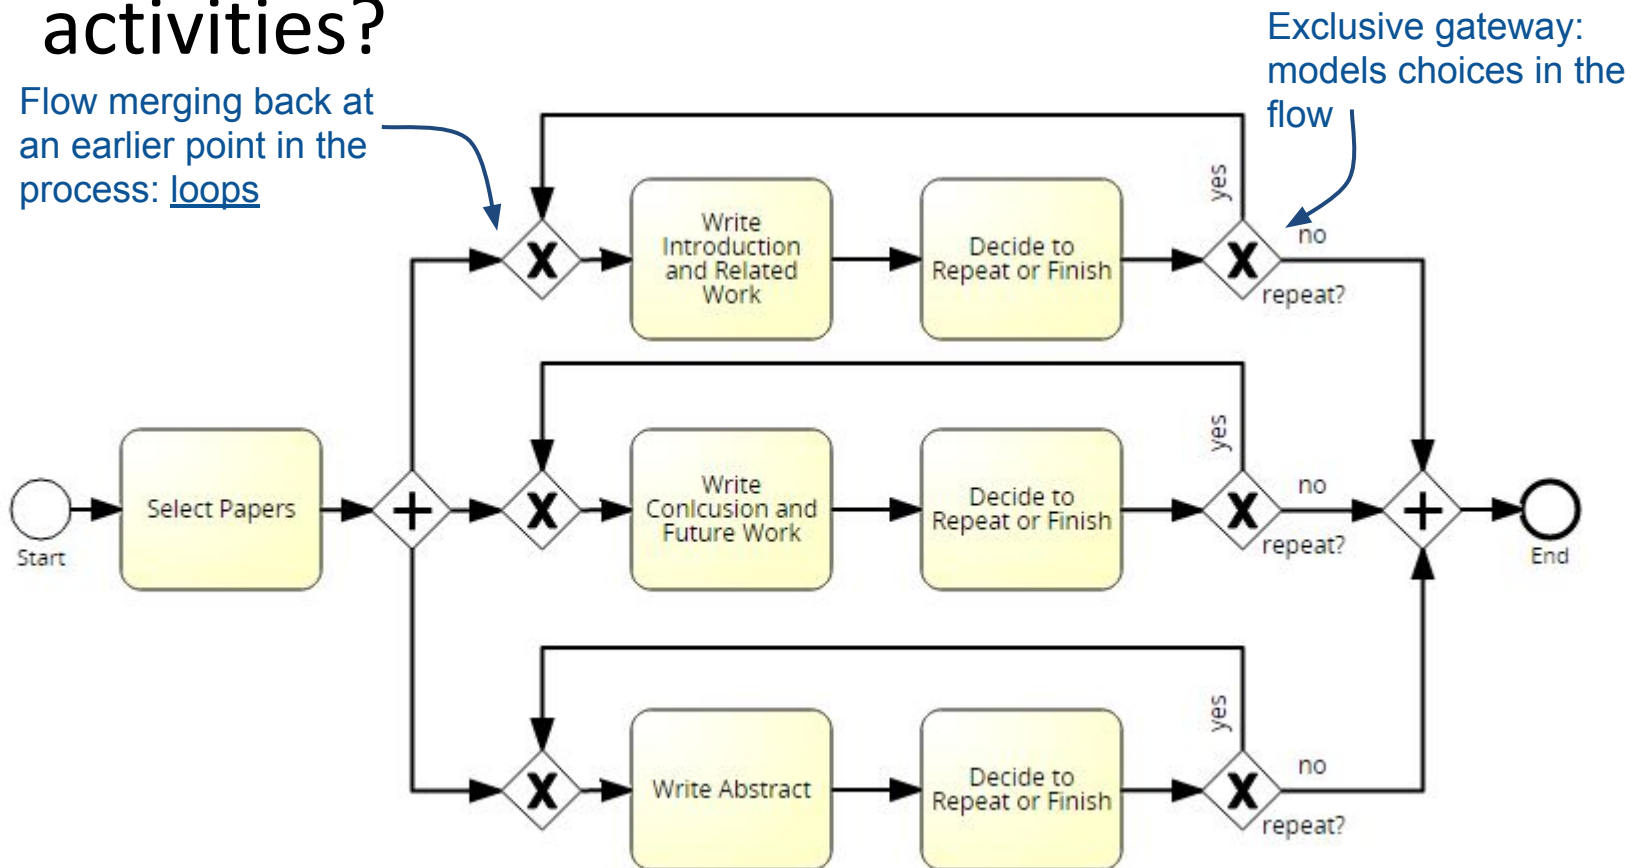 activities?
Flow merging back at
an earlier point in the
process: loops
Exclusive gateway:
models choices in the
flow
yes
Write
Introduction
and Related
Work
Decide to
Repeat or Finish
X
X
no
repeat?
yes
Start
Select Papers
+
X
Write
Conlcusion and
Future Work
Decide to
Repeat or Finish
X
no
repeat?
+
End
yes
X
Write Abstract
Decide to
Repeat or Finish
X
no
repeat?